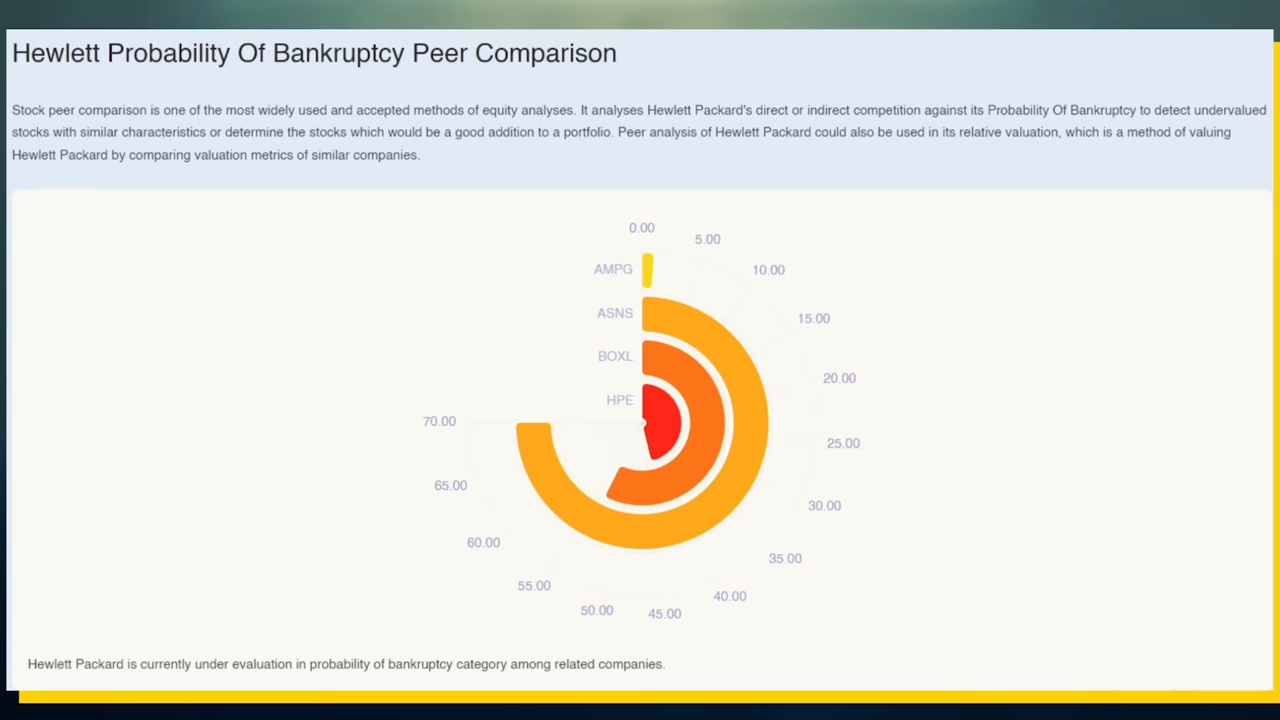 Hewlett Probability Of Bankruptcy Peer Comparison
Stock peer comparison is one of the most widely used and accepted methods of equity analyses. It analyses Hewlett Packard's direct or indirect competition against its Probability Of Bankruptcy to detect undervalued
stocks with similar characteristics or determine the stocks which would be a good addition to a portfolio. Peer analysis of Hewlett Packard could also be used in its relative valuation, which is a method of valuing
Hewlett Packard by comparing valuation metrics of similar companies.
0.00
5.00
AMPG
10.00
ASNS
15.00
BOXL
20.00
HPE
70.00
25.00
65.00
30.00
60.00
35.00
55.00
40.00
50.00
45.00
Hewlett Packard is currently under evaluation in probability of bankruptcy category among related companies.